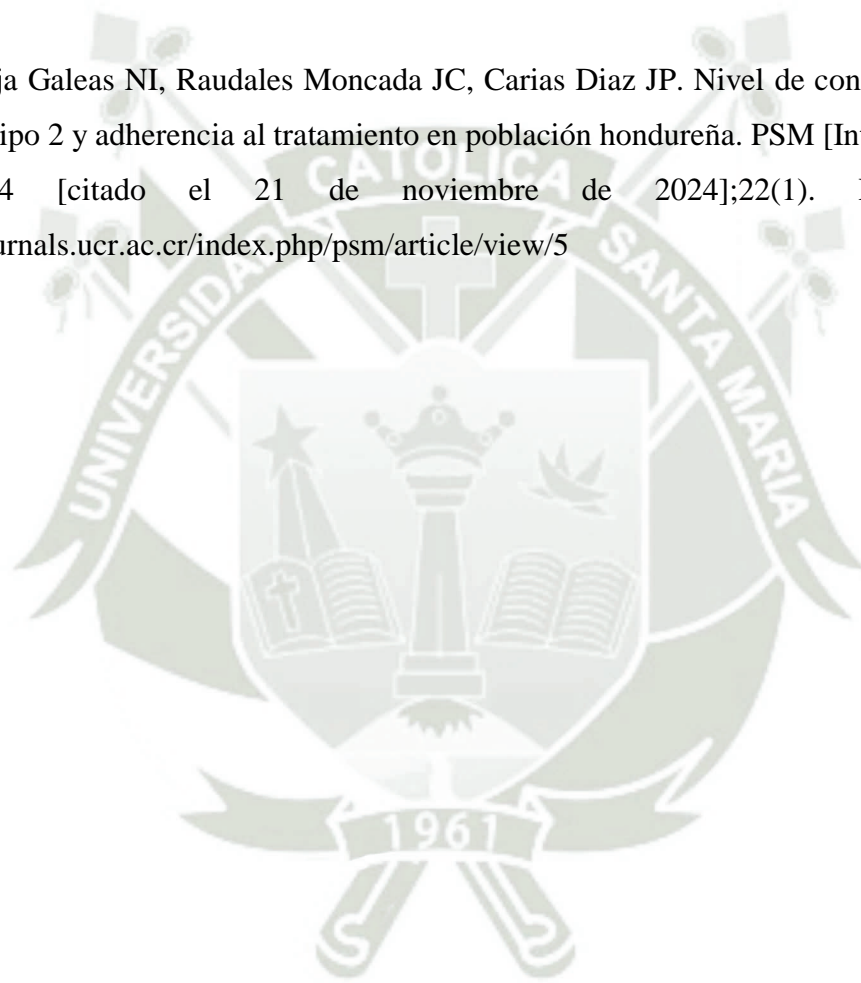 ja Galeas NI, Raudales Moncada JC, Carias Diaz JP. Nivel de con
ipo 2 y adherencia al tratamiento en población hondureña. PSM [In
4 [citado el 21 de noviembre de 2024];22(1).
urnals.ucr.ac.cr/index.php/psm/article/view/5
UNIVERSIDAD CATOLICA SANTA MARIA
1961